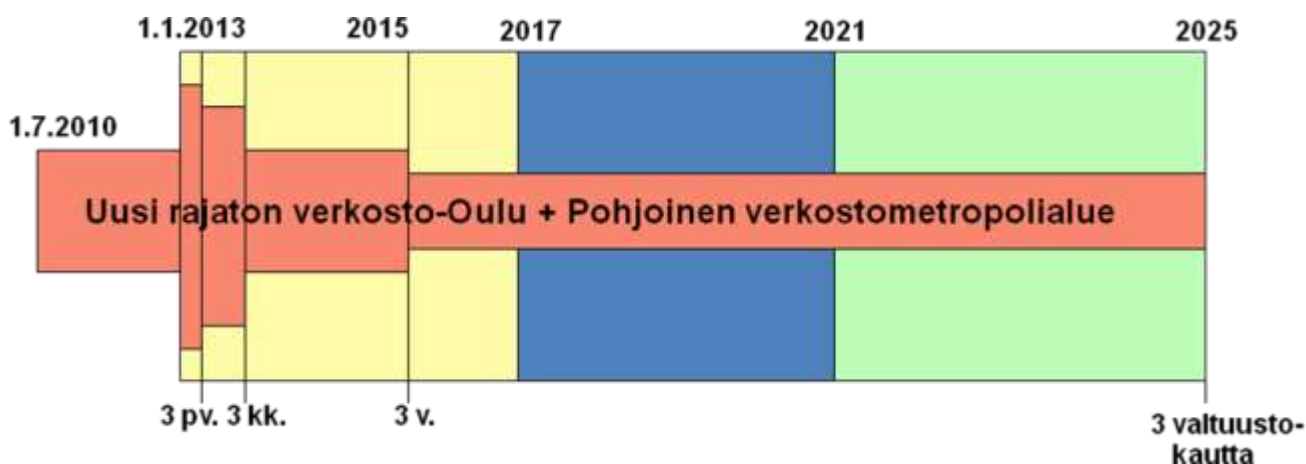 1.1.2013 2015 2017 2021 2025
1.7.2010
Uusi rajaton verkosto-Oulu + Pohjoinen verkostometropolialue
3 pv. 3 kk. 3 v.
3 valtuusto-
kautta